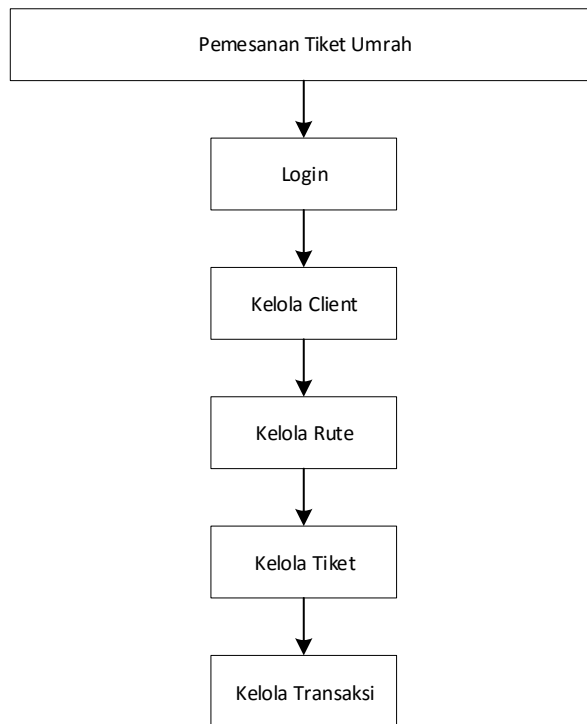 Pemesanan Tiket Umrah
Login
Kelola Client
Kelola Rute
Kelola Tiket
Kelola Transaksi